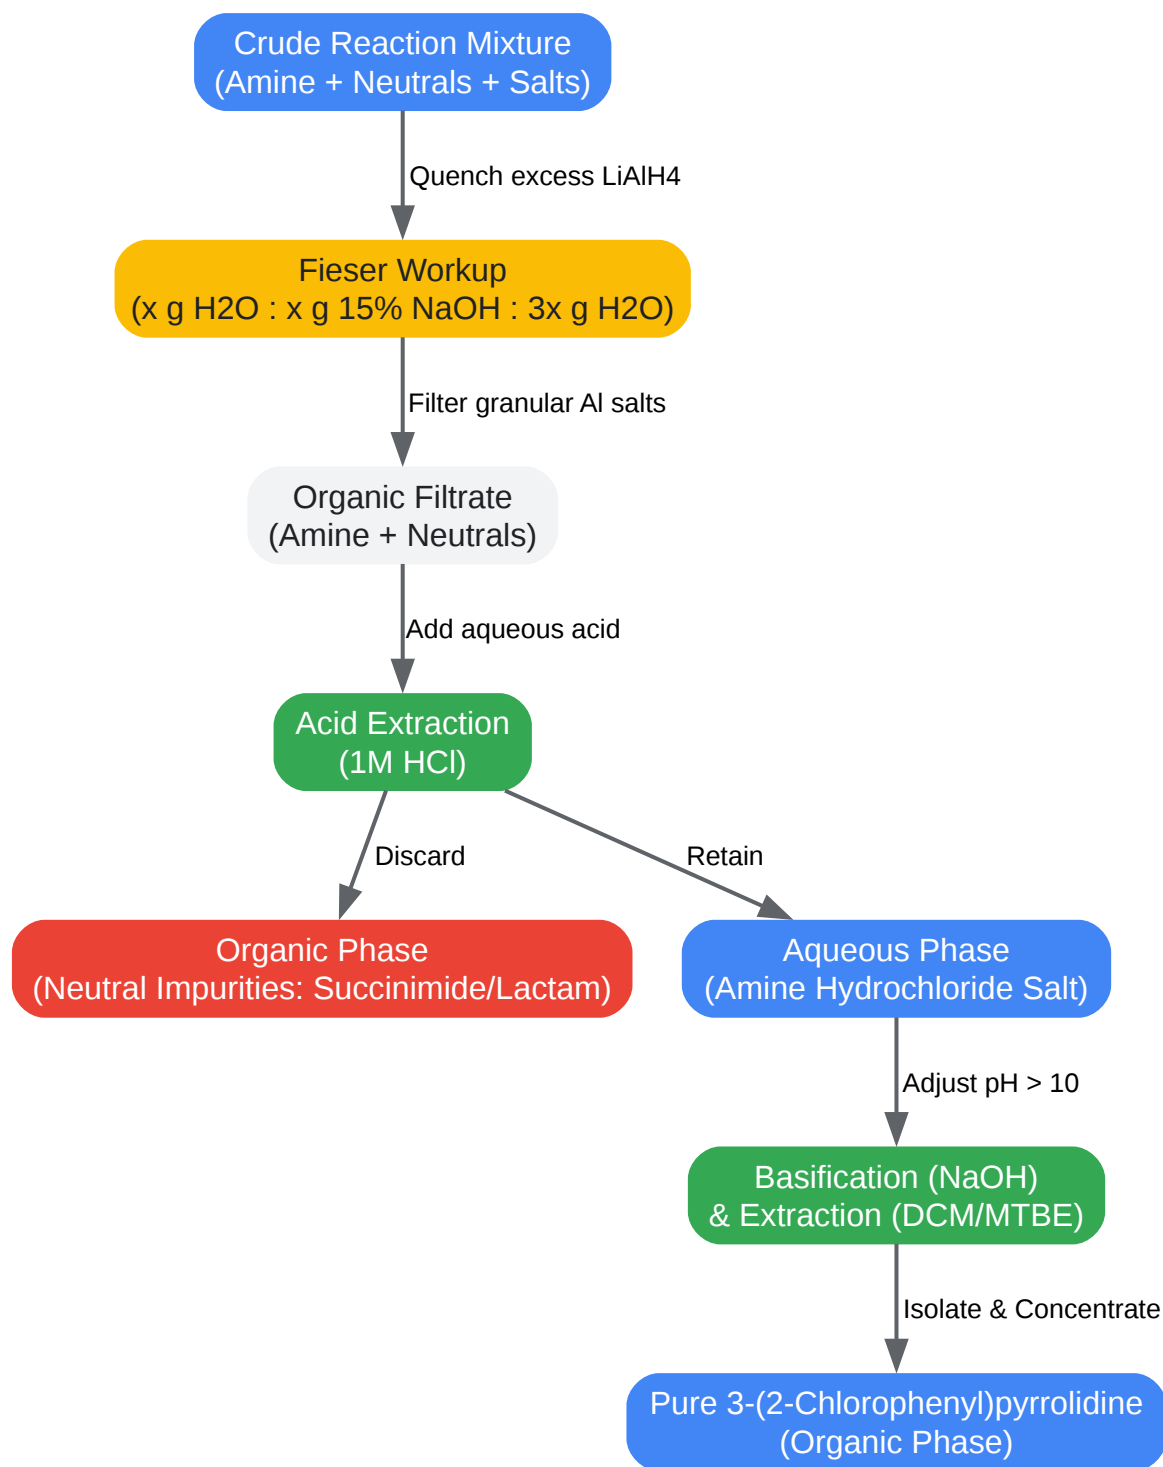 Crude Reaction Mixture
(Amine + Neutrals + Salts)
Quench excess LiAlH4
Fieser Workup
(x g H2O : x g 15% NaOH : 3x g H2O)
Filter granular Al salts
Organic Filtrate
(Amine + Neutrals)
Add aqueous acid
Acid Extraction
(1M HCl)
Discard
Retain
Organic Phase
(Neutral Impurities: Succinimide/Lactam)
Aqueous Phase
(Amine Hydrochloride Salt)
Adjust pH > 10
Basification (NaOH)
& Extraction (DCM/MTBE)
Isolate & Concentrate
Pure 3-(2-Chlorophenyl)pyrrolidine
(Organic Phase)